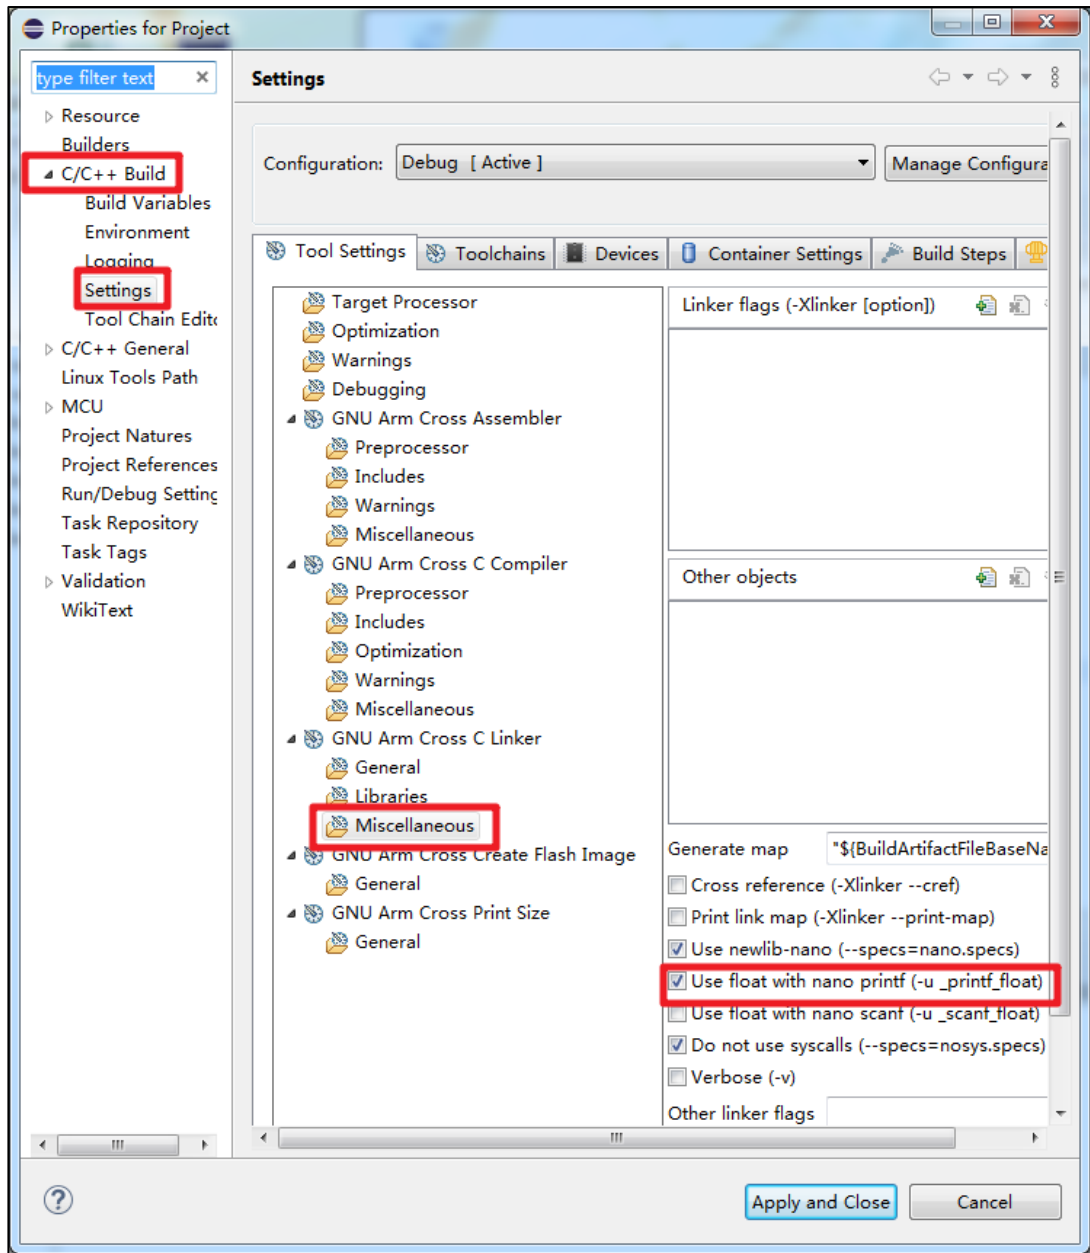 Properties for Project
type filter text
Resource
Builders
C/C++ Build
Build Variables
Environment
Logging
Settings
Tool Chain Edito
C/C++ General
Linux Tools Path
MCU
Project Natures
Project References
Run/Debug Setting
Task Repository
Task Tags
Validation
WikiText
Settings
Configuration: Debug [ Active ] Manage Configura
Tool Settings Toolchains Devices Container Settings Build Steps
Target Processor
Optimization
Warnings
Debugging
GNU Arm Cross Assembler
Preprocessor
Includes
Warnings
Miscellaneous
GNU Arm Cross C Compiler
Preprocessor
Includes
Optimization
Warnings
Miscellaneous
GNU Arm Cross C Linker
General
Libraries
Miscellaneous
GNU Arm Cross Create Flash Image
General
GNU Arm Cross Print Size
General
Linker flags (-Xlinker [option])
Other objects
Generate map "${BuildArtifactFileBaseNa
Cross reference (-Xlinker --cref)
Print link map (-Xlinker --print-map)
Use newlib-nano (--specs=nano.specs)
Use float with nano printf (-u _printf_float)
Use float with nano scanf (-u _scanf_float)
Do not use syscalls (--specs=nosys.specs)
Verbose (-v)
Other linker flags
Apply and Close Cancel